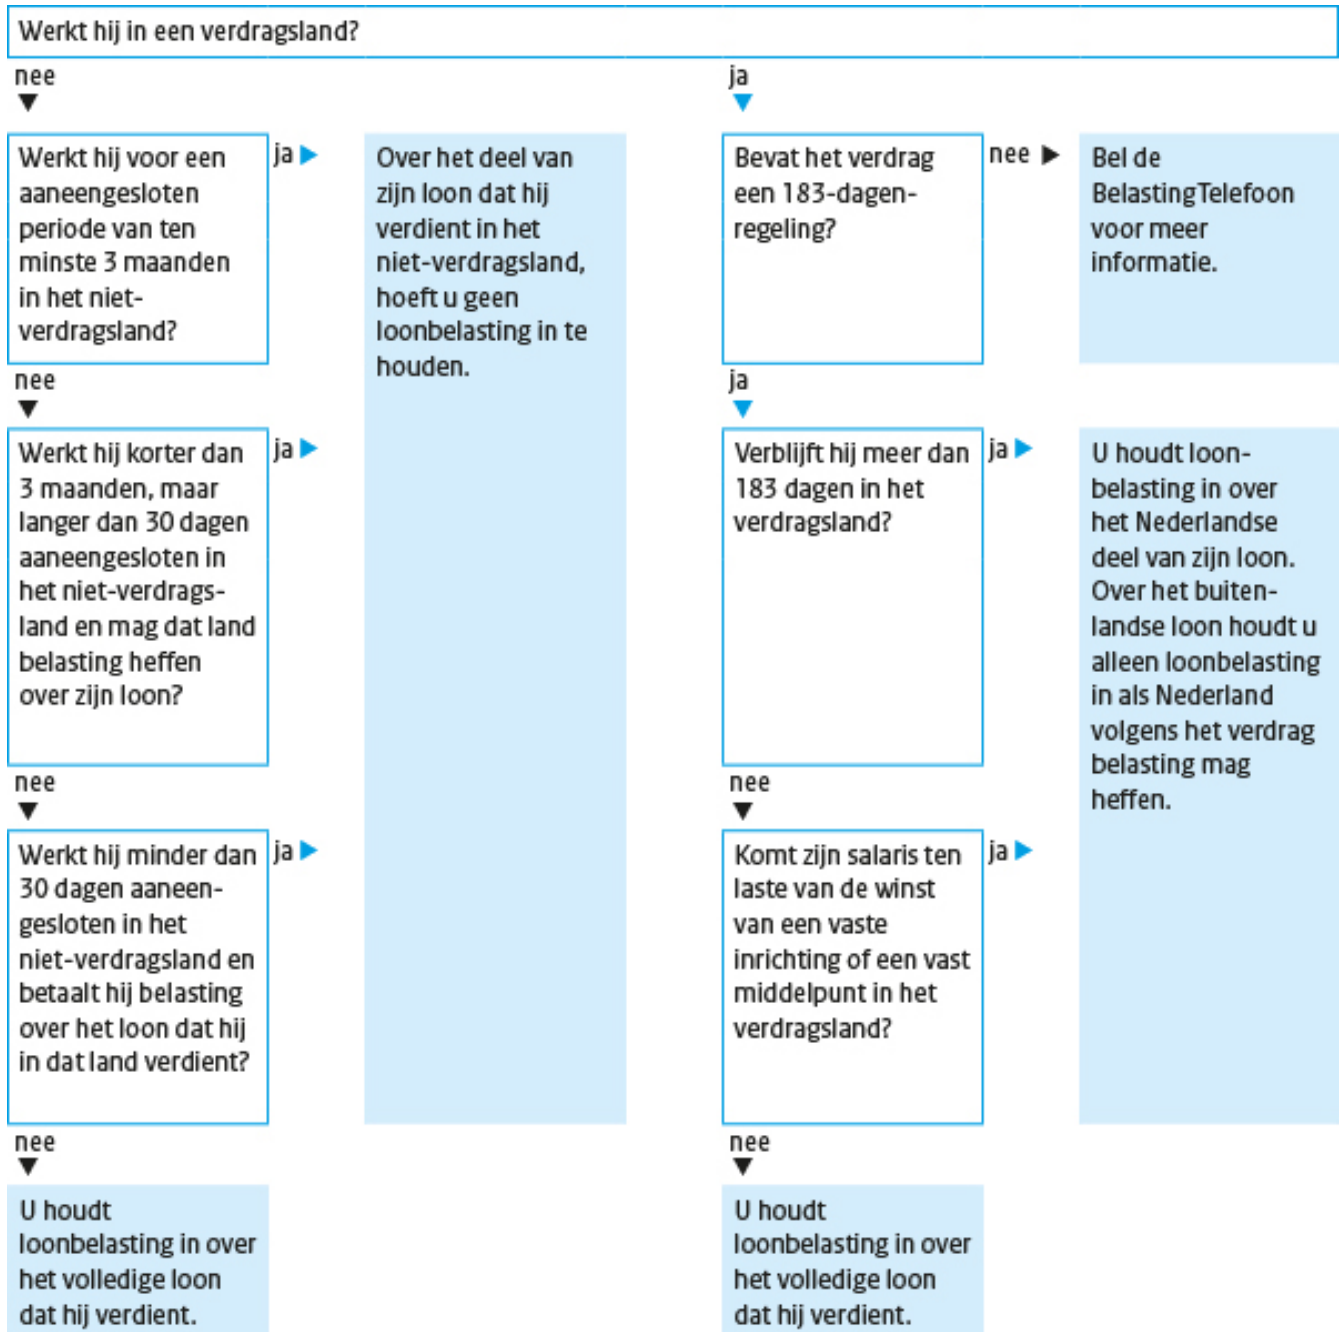 Werkt hij in een verdragsland?
nee
Werkt hij voor een
aaneengesloten
periode van ten
minste 3 maanden
in het niet-
verdragsland?
ja
Over het deel van
zijn loon dat hij
verdient in het
niet-verdragsland,
hoeft u geen
loonbelasting in te
houden.
nee
Werkt hij korter dan
3 maanden, maar
langer dan 30 dagen
aaneengesloten in
het niet-verdrags-
land en mag dat land
belasting heffen
over zijn loon?
ja
nee
Werkt hij minder dan
30 dagen aaneen-
gesloten in het
niet-verdragsland en
betaalt hij belasting
over het loon dat hij
in dat land verdient?
ja
nee
U houdt
loonbelasting in over
het volledige loon
dat hij verdient.
ja
Bevat het verdrag
een 183-dagen-
regeling?
nee
Bel de
BelastingTelefoon
voor meer
informatie.
ja
Verblijft hij meer dan
183 dagen in het
verdragsland?
ja
U houdt loon-
belasting in over
het Nederlandse
deel van zijn loon.
Over het buiten-
landse loon houdt u
alleen loonbelasting
in als Nederland
volgens het verdrag
belasting mag
heffen.
nee
Komt zijn salaris ten
laste van de winst
van een vaste
inrichting of een vast
middelpunt in het
verdragsland?
ja
nee
U houdt
loonbelasting in over
het volledige loon
dat hij verdient.